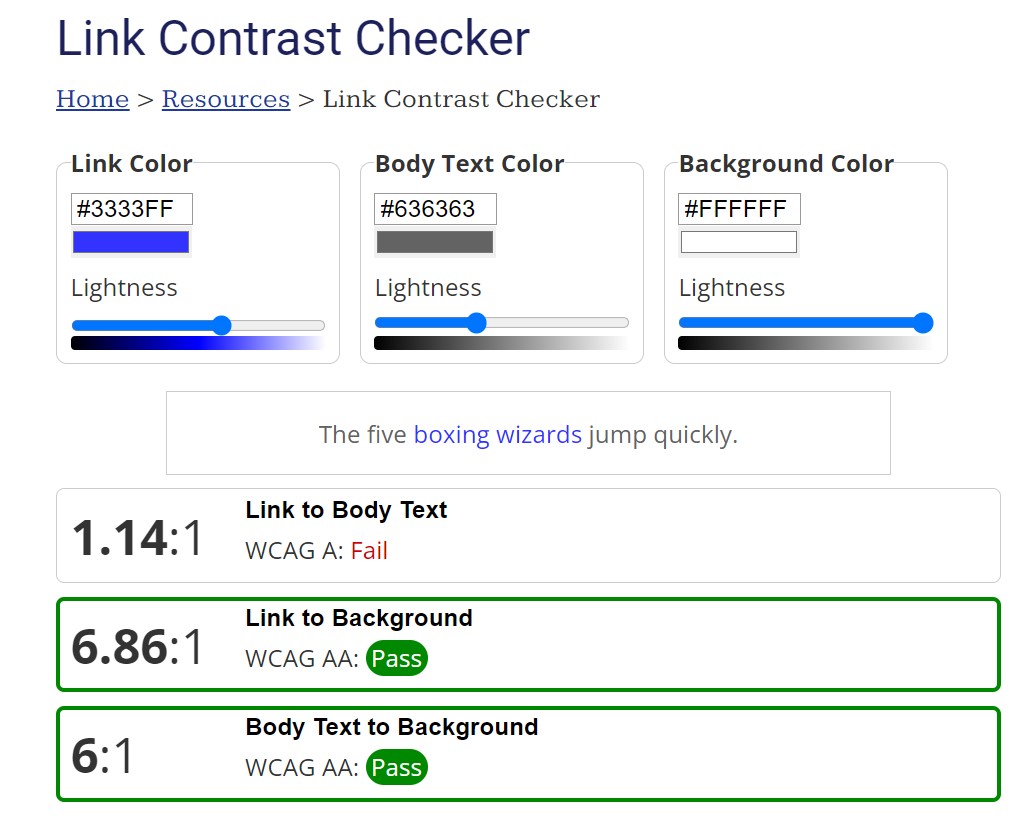 Link Contrast Checker
Home > Resources > Link Contrast Checker
Link Color
#3333FF
Lightness
Body Text Color
#636363
Lightness
Background Color
#FFFFFF
Lightness
The five boxing wizards jump quickly.
1.14:1
Link to Body Text
WCAG A: Fail
6.86:1
Link to Background
WCAG AA: Pass
6:1
Body Text to Background
WCAG AA: Pass